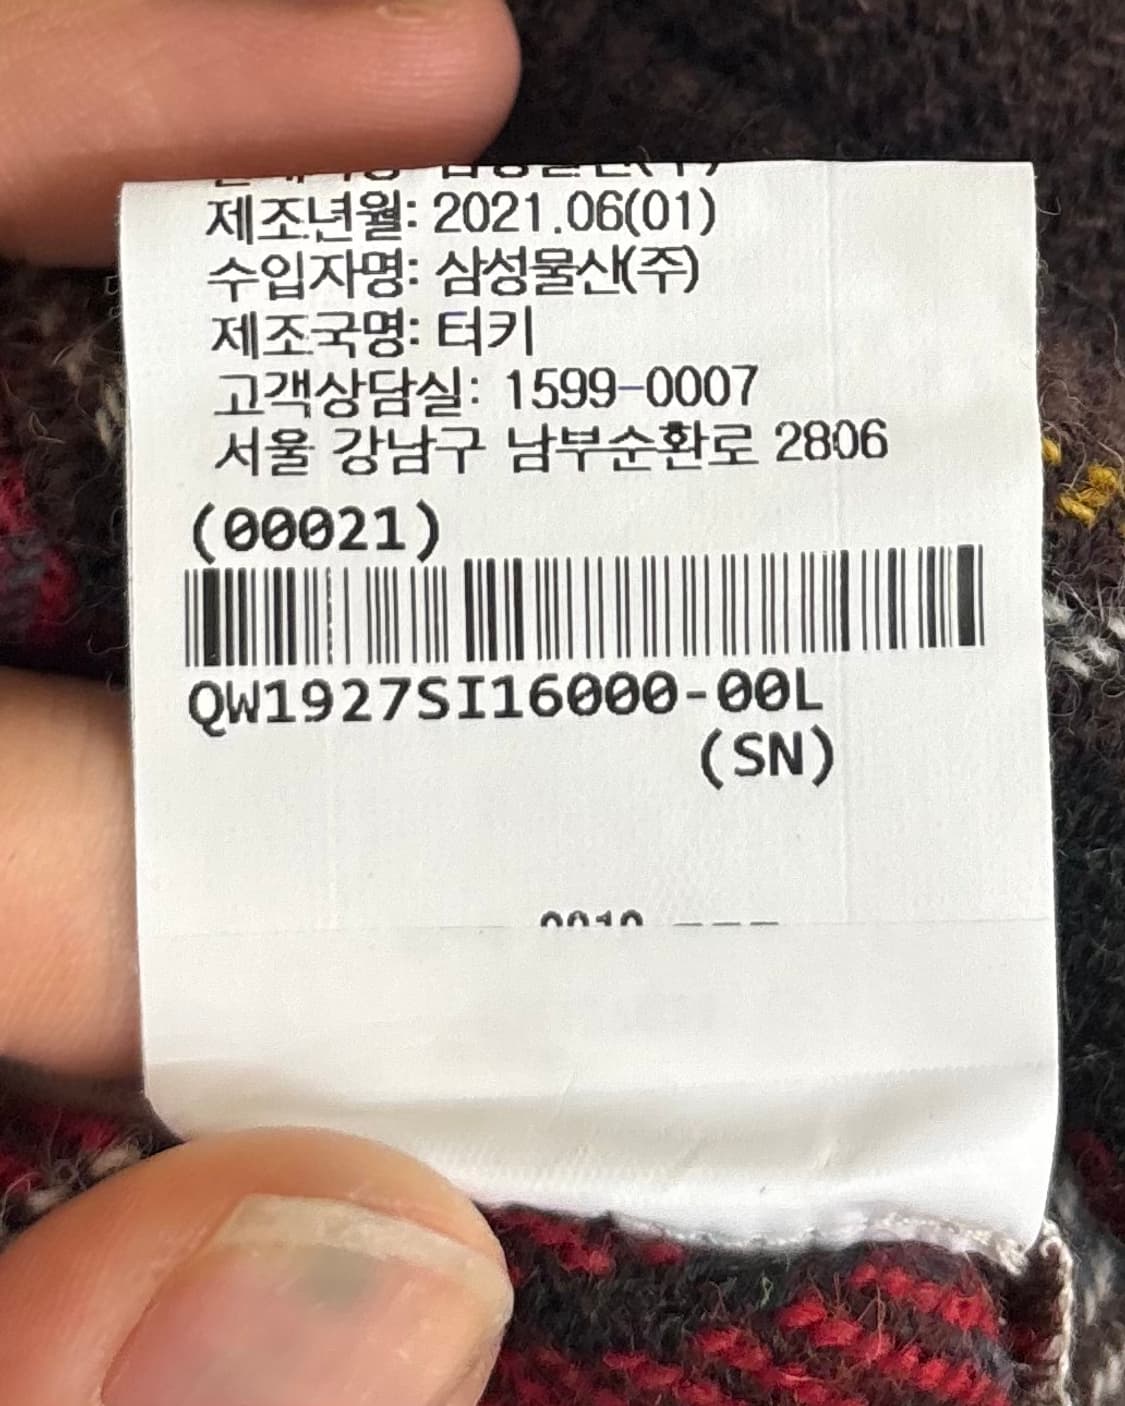 제조년월: 2021.06(01)
수입자명: 삼성물산(주)
제조국명: 터키
고객상담실: 1599-0007
서울 강남구 남부순환로 2806
(00021)
QW1927SI16000-00L
(SN)